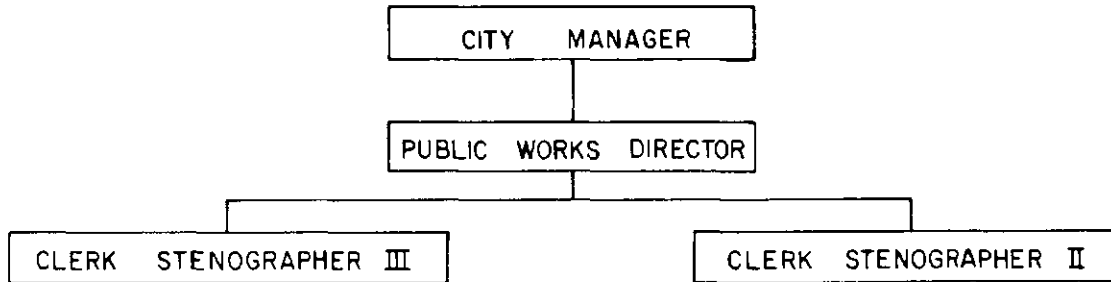 CITY MANAGER
PUBLIC WORKS DIRECTOR
CLERK STENOGRAPHER III
CLERK STENOGRAPHER II